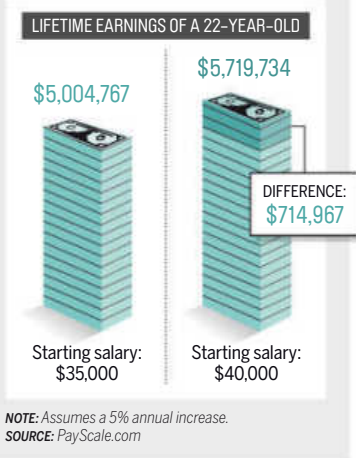 LIFETIME EARNINGS OF A 22-YEAR-OLD
$5,004,767
$5,719,734
DIFFERENCE:
$714,967
Starting salary:
$35,000
Starting salary:
$40,000
NOTE: Assumes a 5% annual increase.
SOURCE: PayScale.com